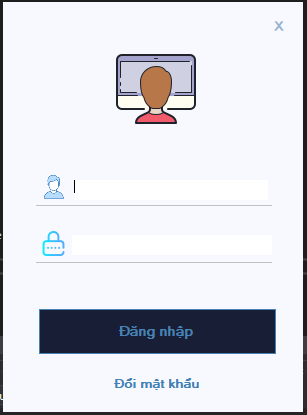 X
Đăng nhập
Đổi mật khẩu